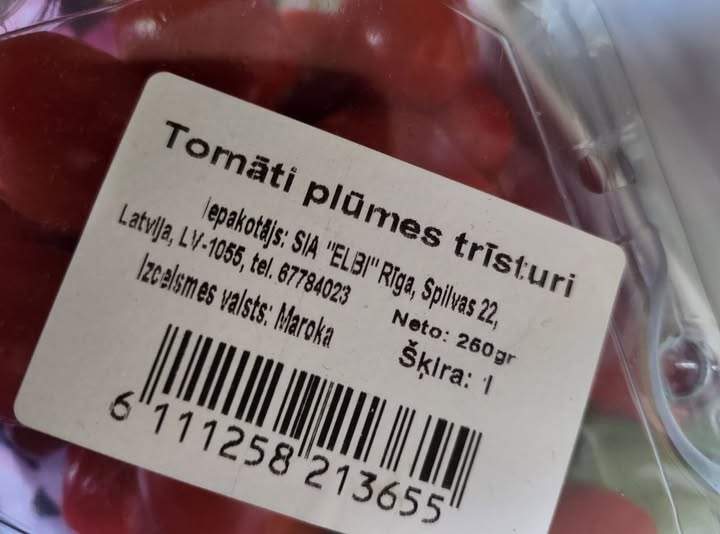 Tomāti plūmes trīsturi
Iepakotājs: SIA "ELBI" Rīga, Spilvas 22,
Latvija, LV-1055, tel. 67784023
Izcelsmes valsts: Maroka
Neto: 250gr
Šķira: I
6 111258 213655